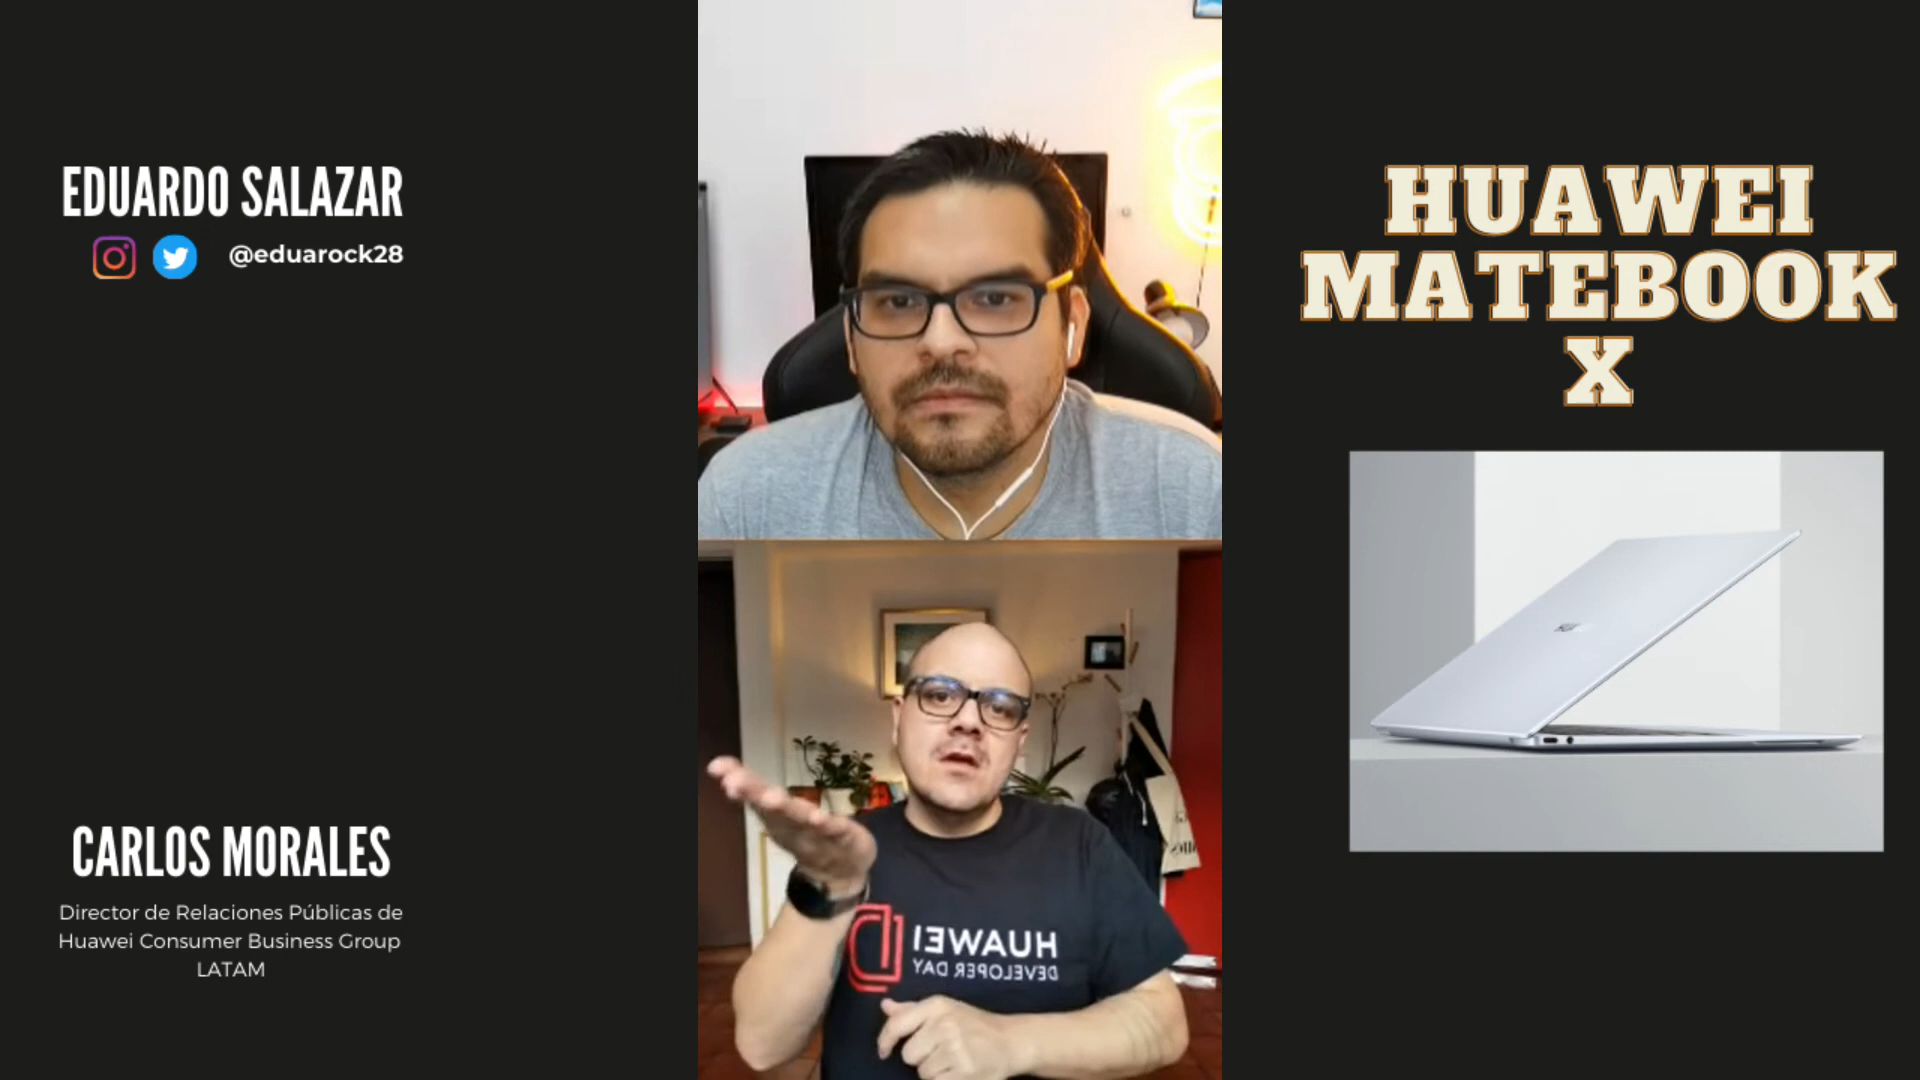 EDUARDO SALAZAR
@eduarock28
HUAWEI
MATEBOOK
X
HUAWEI
DEVELOPER DAY
CARLOS MORALES
Director de Relaciones Públicas de
Huawei Consumer Business Group
LATAM